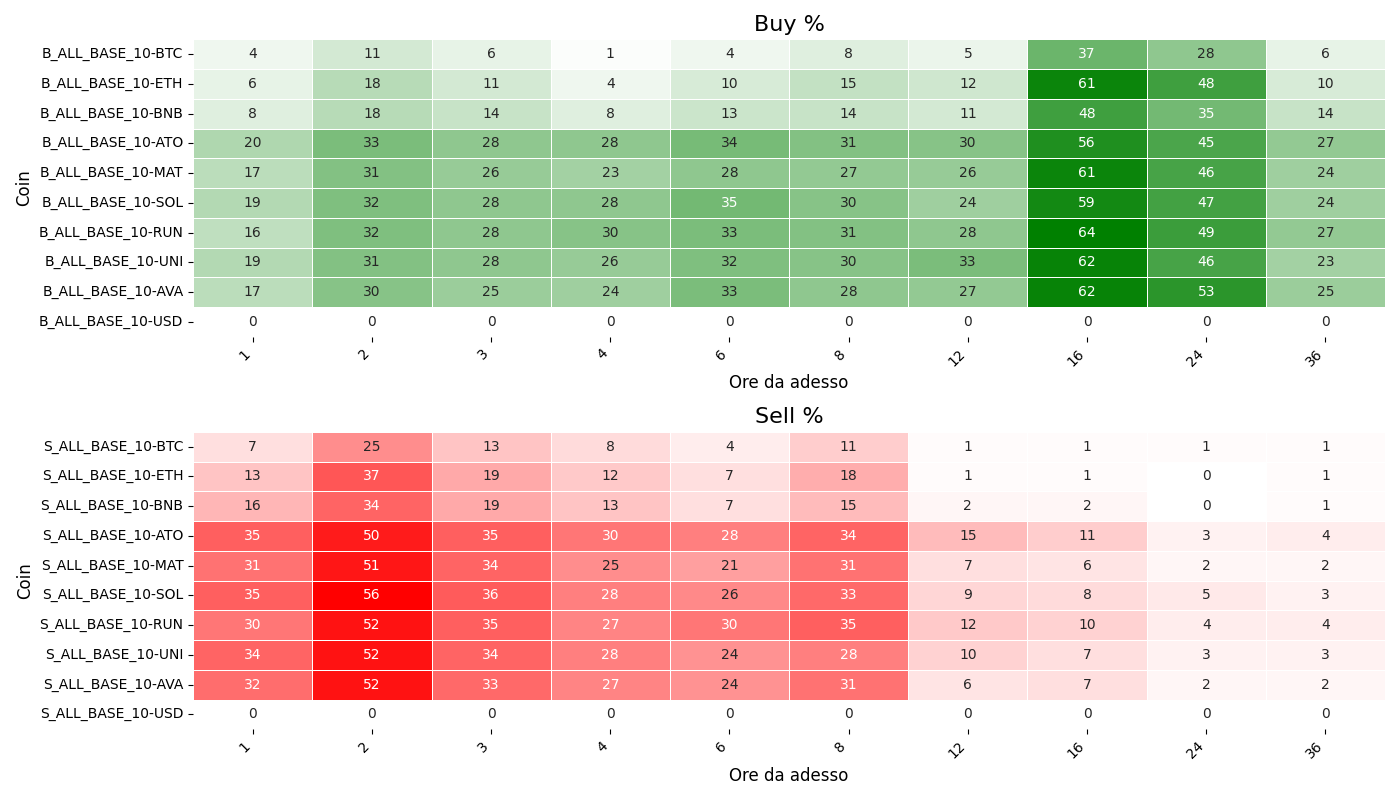 Buy %
Coin
B_ALL_BASE_10-BTC 4 11 6 1 4 8 5 37 28 6
B_ALL_BASE_10-ETH 6 18 11 4 10 15 12 61 48 10
B_ALL_BASE_10-BNB 8 18 14 8 13 14 11 48 35 14
B_ALL_BASE_10-ATO 20 33 28 28 34 31 30 56 45 27
B_ALL_BASE_10-MAT 17 31 26 23 28 27 26 61 46 24
B_ALL_BASE_10-SOL 19 32 28 28 35 30 24 59 47 24
B_ALL_BASE_10-RUN 16 32 28 30 33 31 28 64 49 27
B_ALL_BASE_10-UNI 19 31 28 26 32 30 33 62 46 23
B_ALL_BASE_10-AVA 17 30 25 24 33 28 27 62 53 25
B_ALL_BASE_10-USD 0 0 0 0 0 0 0 0 0 0
1 2 3 4 6 8 12 16 24 36
Ore da adesso
Sell %
Coin
S_ALL_BASE_10-BTC 7 25 13 8 4 11 1 1 1 1
S_ALL_BASE_10-ETH 13 37 19 12 7 18 1 1 0 1
S_ALL_BASE_10-BNB 16 34 19 13 7 15 2 2 0 1
S_ALL_BASE_10-ATO 35 50 35 30 28 34 15 11 3 4
S_ALL_BASE_10-MAT 31 51 34 25 21 31 7 6 2 2
S_ALL_BASE_10-SOL 35 56 36 28 26 33 9 8 5 3
S_ALL_BASE_10-RUN 30 52 35 27 30 35 12 10 4 4
S_ALL_BASE_10-UNI 34 52 34 28 24 28 10 7 3 3
S_ALL_BASE_10-AVA 32 52 33 27 24 31 6 7 2 2
S_ALL_BASE_10-USD 0 0 0 0 0 0 0 0 0 0
1 2 3 4 6 8 12 16 24 36
Ore da adesso